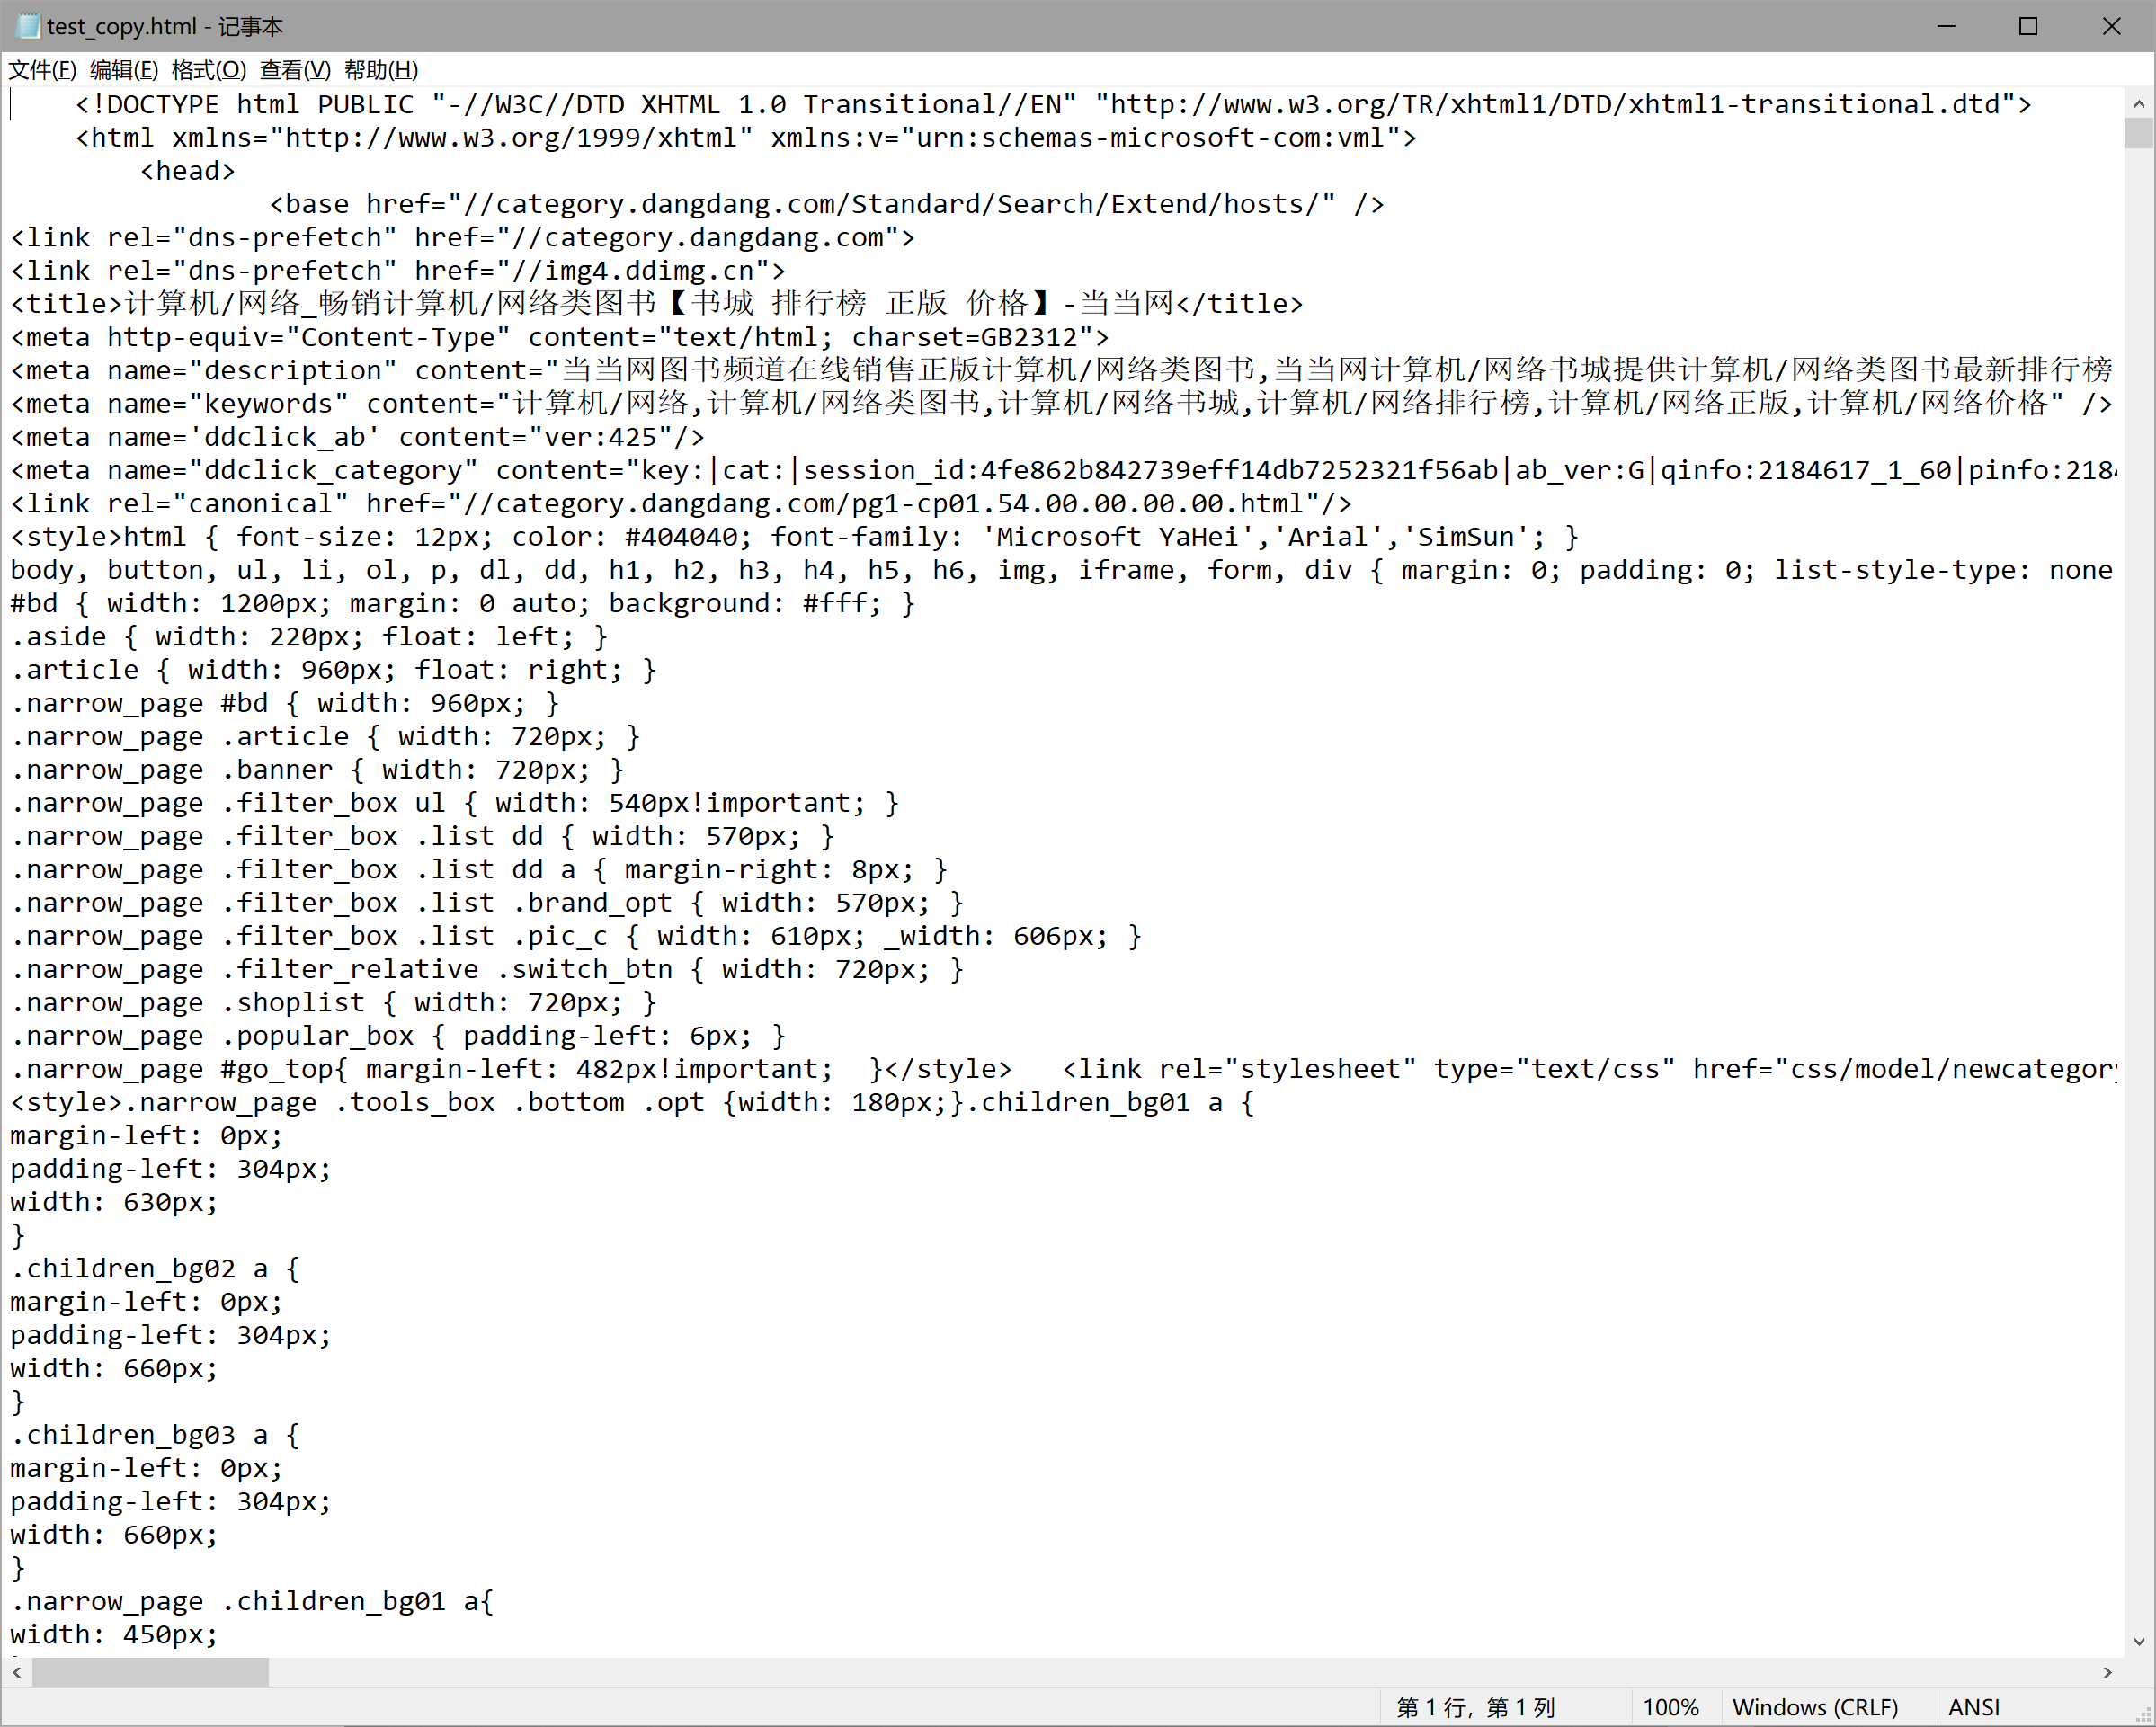 test_copy.html - 记事本
文件(F) 编辑(E) 格式(O) 查看(V) 帮助(H)
<!DOCTYPE html PUBLIC "-//W3C//DTD XHTML 1.0 Transitional//EN" "http://www.w3.org/TR/xhtml1/DTD/xhtml1-transitional.dtd">
<html xmlns="http://www.w3.org/1999/xhtml" xmlns:v="urn:schemas-microsoft-com:vml">
<head>
<base href="//category.dangdang.com/Standard/Search/Extend/hosts/" />
<link rel="dns-prefetch" href="//category.dangdang.com">
<link rel="dns-prefetch" href="//img4.ddimg.cn">
<title>计算机/网络_畅销计算机/网络类图书【书城 排行榜 正版 价格】-当当网</title>
<meta http-equiv="Content-Type" content="text/html; charset=GB2312">
<meta name="description" content="当当网图书频道在线销售正版计算机/网络类图书,当当网计算机/网络书城提供计算机/网络类图书最新排行榜
<meta name="keywords" content="计算机/网络,计算机/网络类图书,计算机/网络书城,计算机/网络排行榜,计算机/网络正版,计算机/网络价格" />
<meta name='ddclick_ab' content="ver:425"/>
<meta name="ddclick_category" content="key:|cat:|session_id:4fe862b842739eff14db7252321f56ab|ab_ver:G|qinfo:2184617_1_60|pinfo:2184
<link rel="canonical" href="//category.dangdang.com/pg1-cp01.54.00.00.00.00.html"/>
<style>html { font-size: 12px; color: #404040; font-family: 'Microsoft YaHei','Arial','SimSun'; }
body, button, ul, li, ol, p, dl, dd, h1, h2, h3, h4, h5, h6, img, iframe, form, div { margin: 0; padding: 0; list-style-type: none
#bd { width: 1200px; margin: 0 auto; background: #fff; }
.aside { width: 220px; float: left; }
.article { width: 960px; float: right; }
.narrow_page #bd { width: 960px; }
.narrow_page .article { width: 720px; }
.narrow_page .banner { width: 720px; }
.narrow_page .filter_box ul { width: 540px!important; }
.narrow_page .filter_box .list dd { width: 570px; }
.narrow_page .filter_box .list dd a { margin-right: 8px; }
.narrow_page .filter_box .list .brand_opt { width: 570px; }
.narrow_page .filter_box .list .pic_c { width: 610px; _width: 606px; }
.narrow_page .filter_relative .switch_btn { width: 720px; }
.narrow_page .shoplist { width: 720px; }
.narrow_page .popular_box { padding-left: 6px; }
.narrow_page #go_top{ margin-left: 482px!important;  }</style>   <link rel="stylesheet" type="text/css" href="css/model/newcategory
<style>.narrow_page .tools_box .bottom .opt {width: 180px;}.children_bg01 a {
margin-left: 0px;
padding-left: 304px;
width: 630px;
}
.children_bg02 a {
margin-left: 0px;
padding-left: 304px;
width: 660px;
}
.children_bg03 a {
margin-left: 0px;
padding-left: 304px;
width: 660px;
}
.narrow_page .children_bg01 a{
width: 450px;
第 1 行，第 1 列 100% Windows (CRLF) ANSI